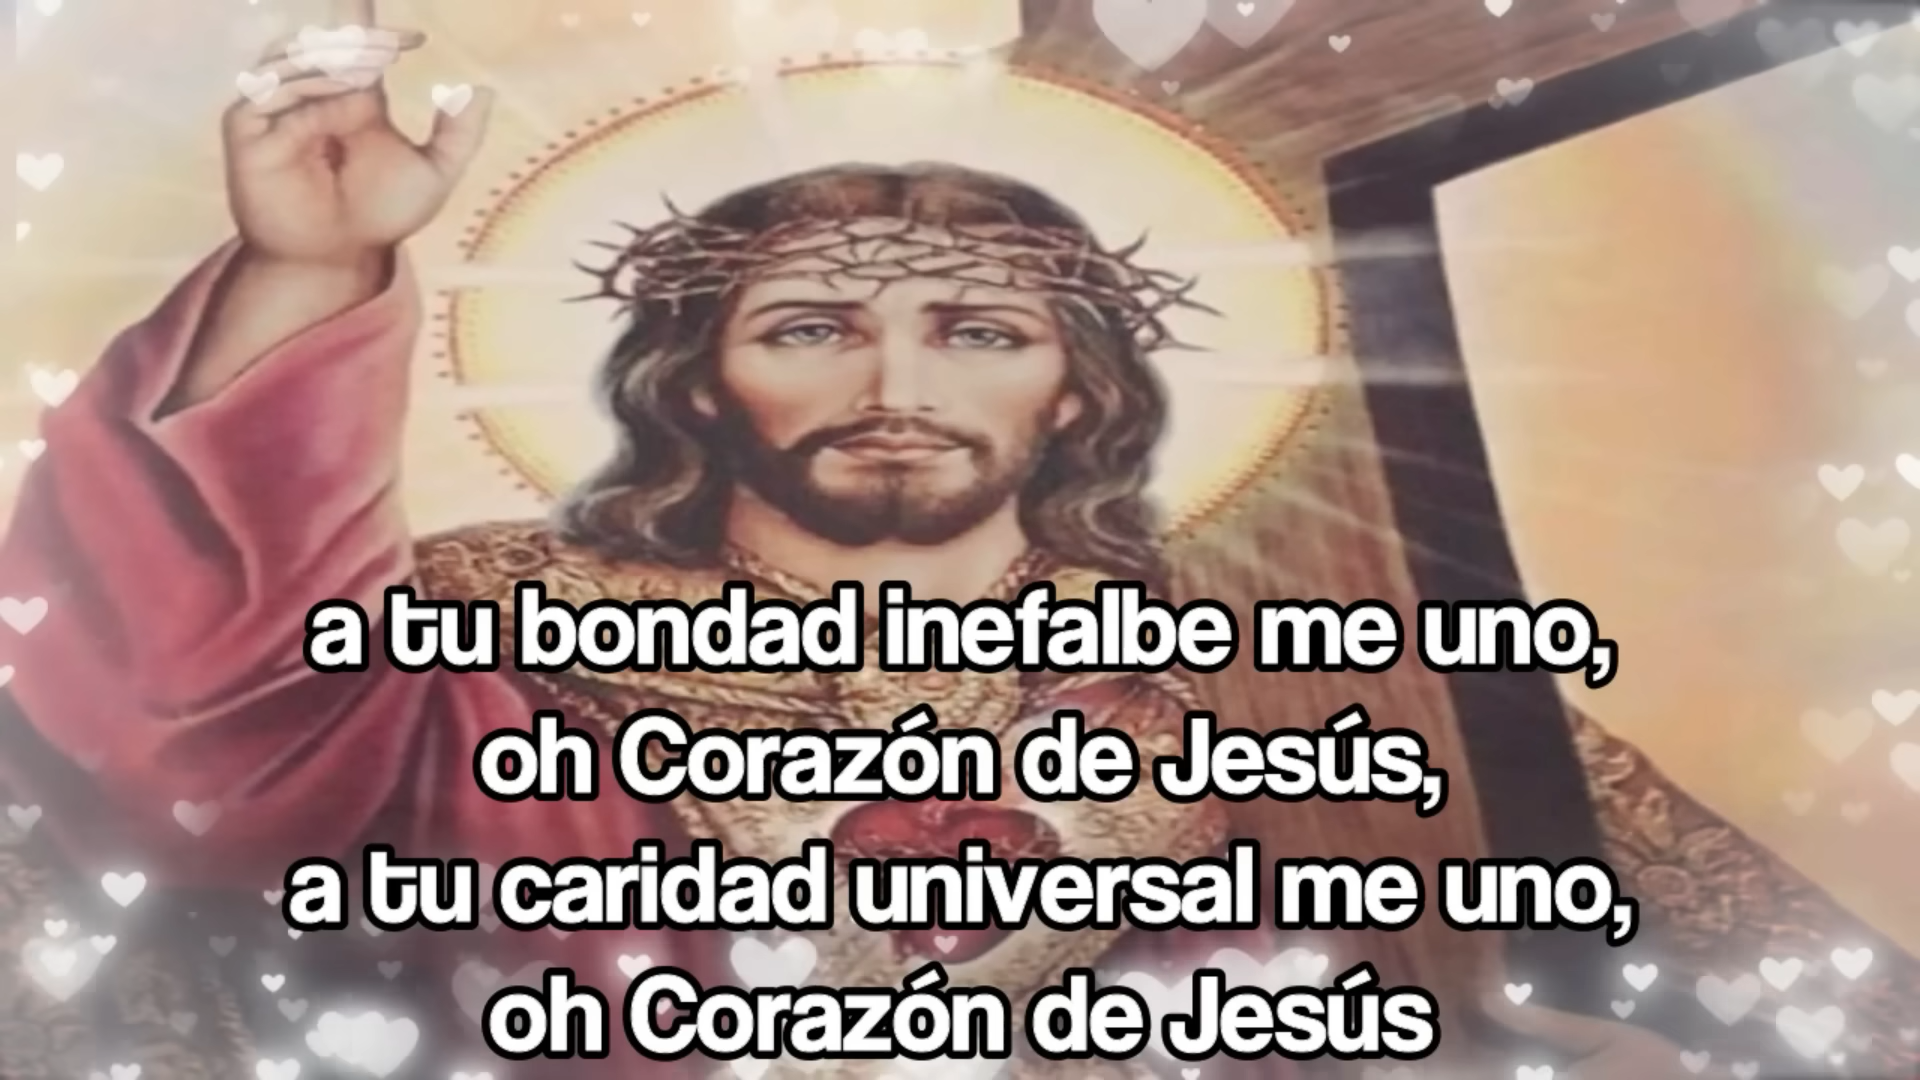 a tu bondad inefalbe me uno,
oh Corazón de Jesús,
a tu caridad universal me uno,
oh Corazón de Jesús